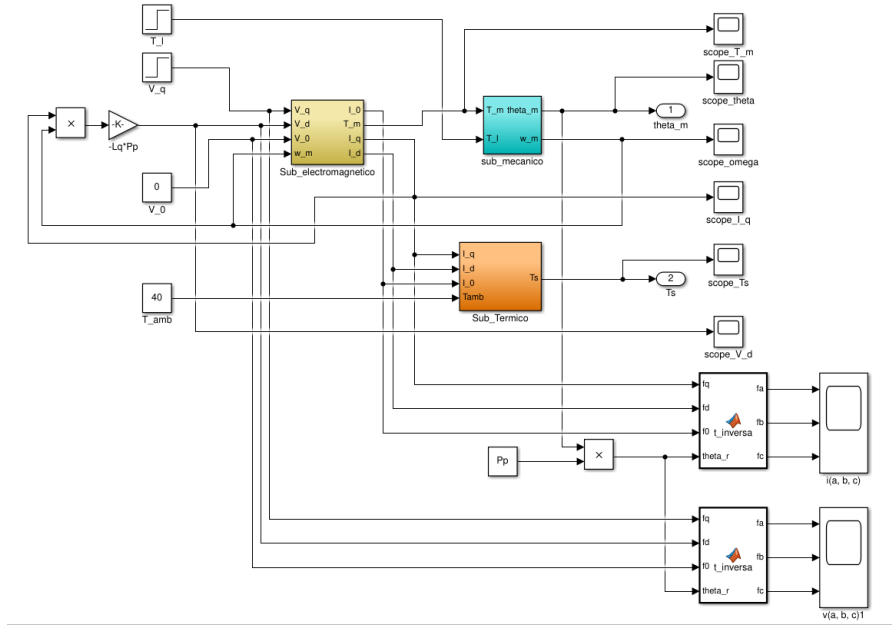 T_l
V_q
×
-K-
-Lq*Pp
0
V_0
40
T_amb
V_q I_0
V_d T_m
V_0 I_q
w_m I_d
Sub_electromagnetico
T_m theta_m
T_l w_m
sub_mecanico
scope_T_m
scope_theta
1
theta_m
scope_omega
scope_I_q
I_q
I_d
Ts
I_0
Tamb
Sub_Termico
scope_Ts
2
Ts
scope_V_d
fq fa
fd
fb
f0 t_inversa
theta_r fc
i(a, b, c)
Pp
×
fq fa
fd
fb
f0 t_inversa
theta_r fc
v(a, b, c)1